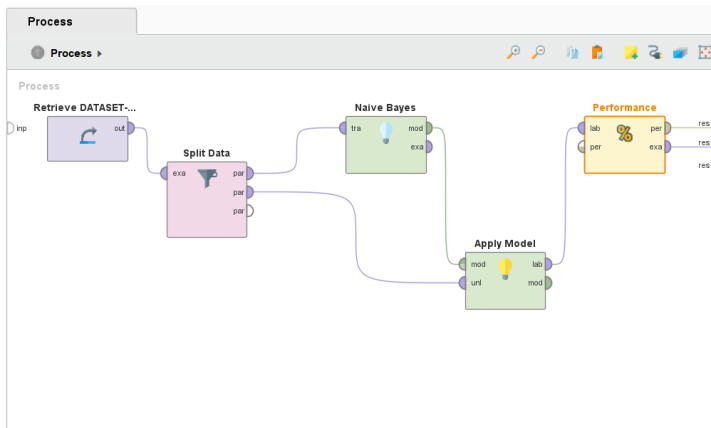 Process
Process
Process
Retrieve DATASET-...
inp
out
Split Data
exa
par
par
par
Naive Bayes
tra
mod
exa
Apply Model
mod
lab
unl
mod
Performance
%
lab
per
per
exa
res
res
res